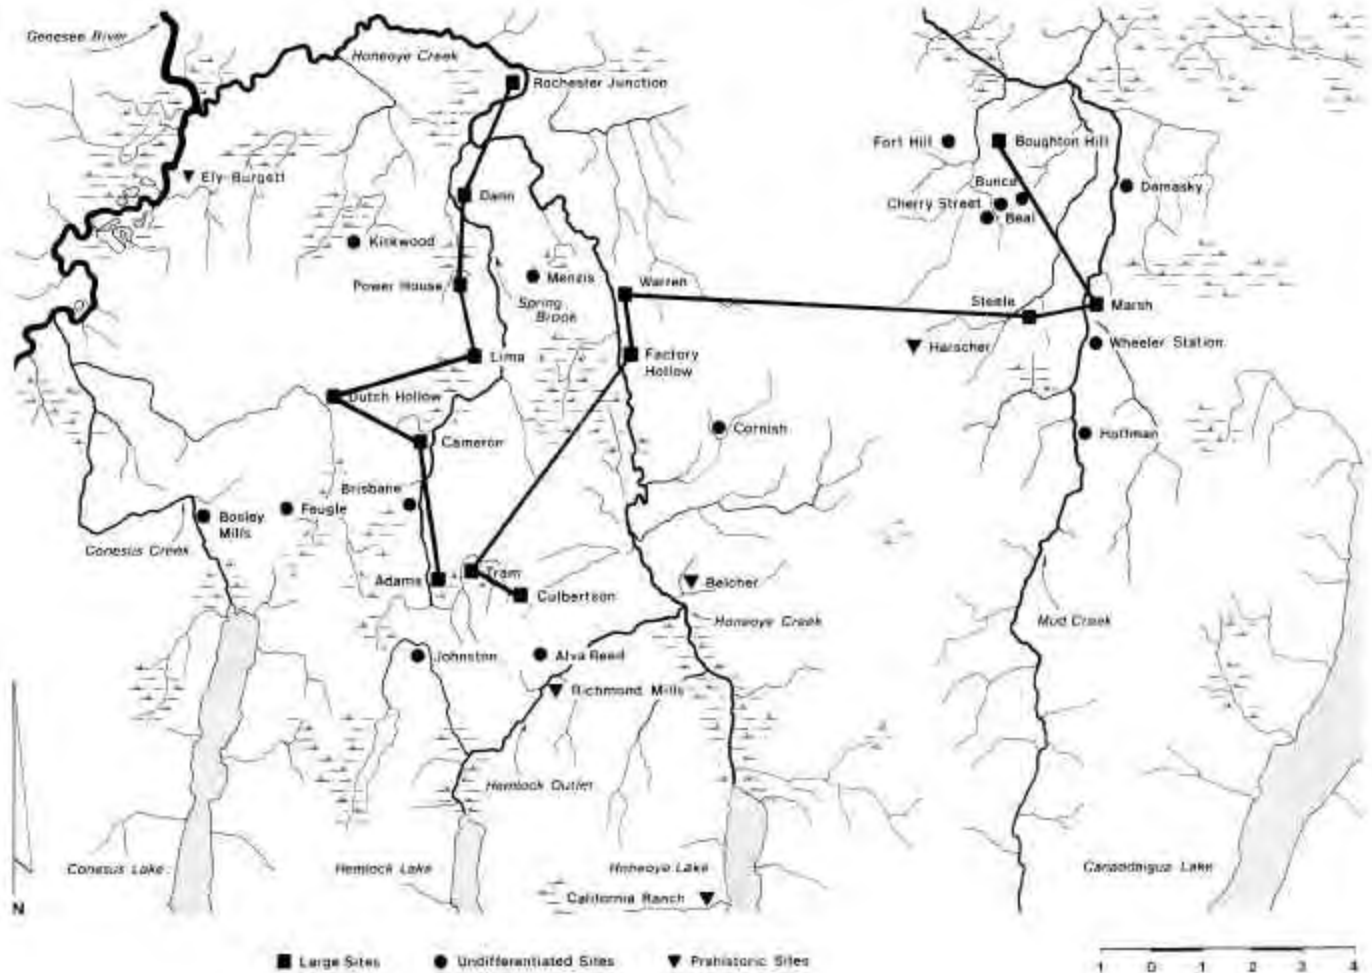 Genesee River
Honeoye Creek
Rochester Junction
Fort Hill
Boughton Hill
Ely-Burgett
Bunce
Damasky
Dann
Cherry Street
Beal
Kirkwood
Menzis
Warren
Power House
Spring
Brook
Steele
Marsh
Lima
Factory
Hollow
Harscher
Wheeler Station
Dutch Hollow
Cameron
Cornish
Hoffman
Brisbane
Feugle
Bosley
Mills
Conesus Creek
Adams
Tram
Belcher
Culbertson
Honeoye Creek
Mud Creek
Johnston
Alva Reed
Richmond Mills
Hemlock Outlet
Conesus Lake
Hemlock Lake
Honeoye Lake
Canandaigua Lake
California Ranch
N
Large Sites
Undifferentiated Sites
Prehistoric Sites
1 0 1 2 3 4